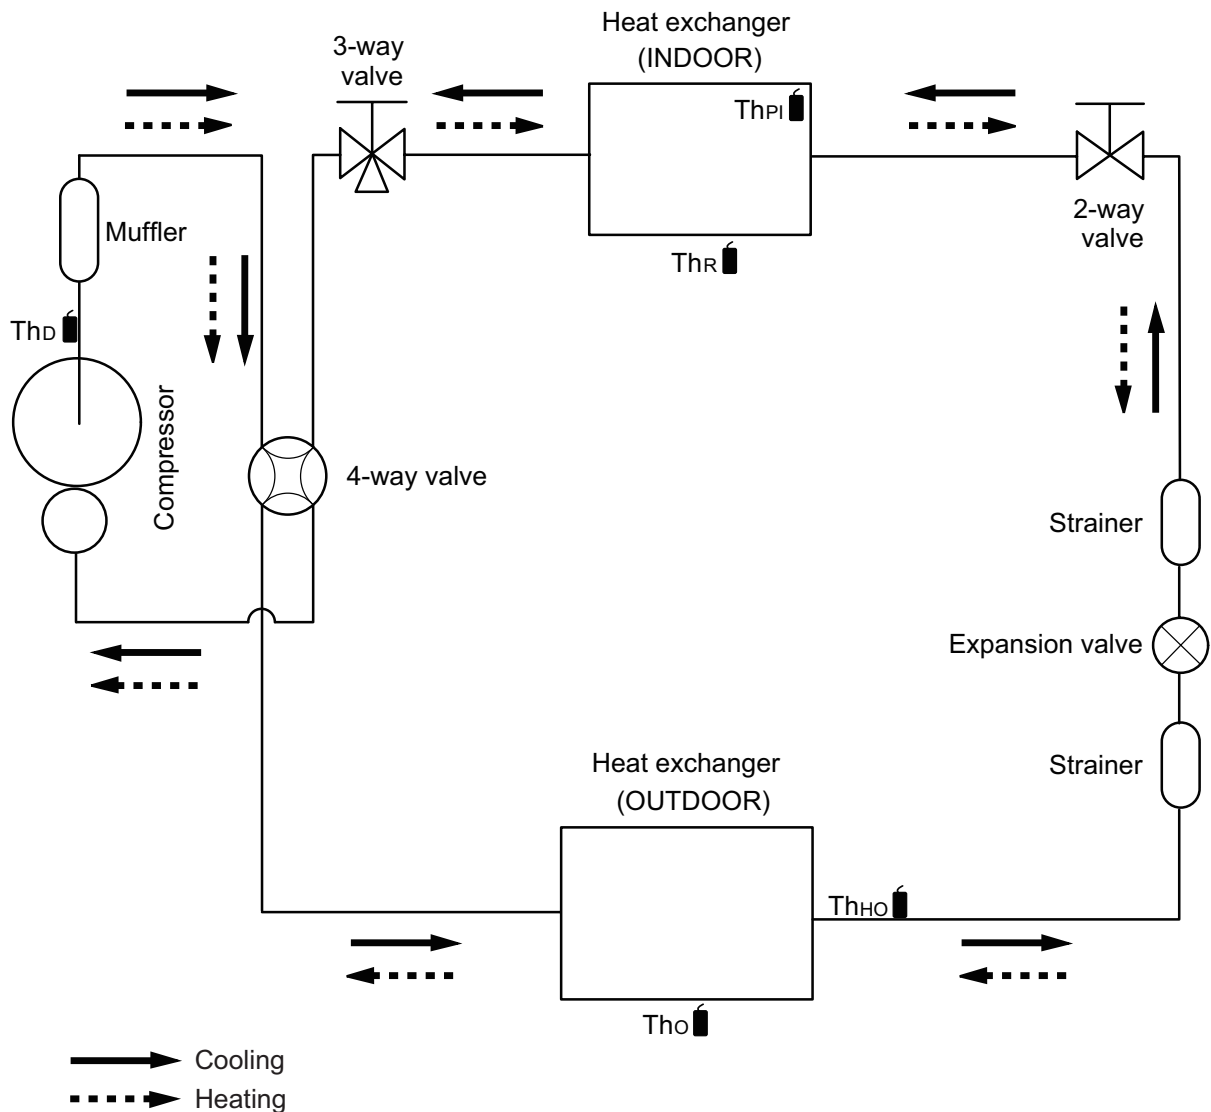 Heat exchanger
(INDOOR)
3-way
valve
ThPI
Muffler
2-way
valve
ThR
ThD
Compressor
4-way valve
Strainer
Expansion valve
Strainer
Heat exchanger
(OUTDOOR)
ThHO
ThO
Cooling
Heating